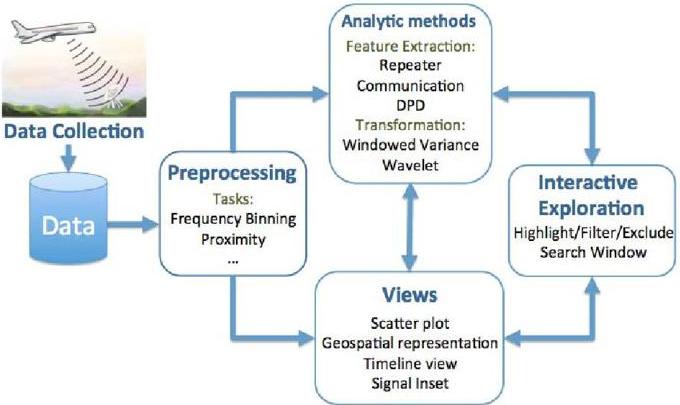 Data Collection
Data
Preprocessing
Tasks:
Frequency Binning
Proximity
...
Analytic methods
Feature Extraction:
Repeater
Communication
DPD
Transformation:
Windowed Variance
Wavelet
Views
Scatter plot
Geospatial representation
Timeline view
Signal Inset
Interactive
Exploration
Highlight/Filter/Exclude
Search Window